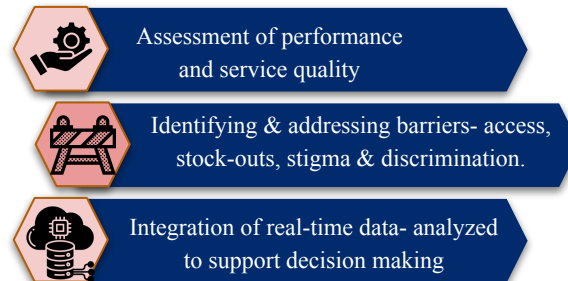 Assessment of performance
and service quality
Identifying & addressing barriers- access,
stock-outs, stigma & discrimination.
Integration of real-time data- analyzed
to support decision making